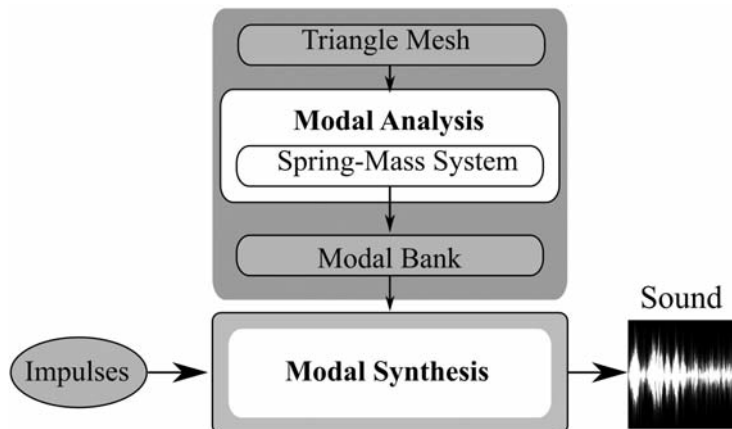 Triangle Mesh
Modal Analysis
Spring-Mass System
Modal Bank
Sound
Impulses
Modal Synthesis